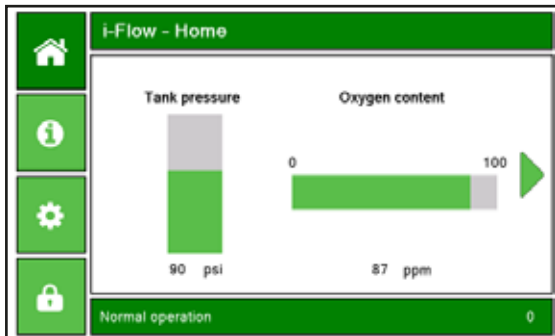 i-Flow - Home
Tank pressure
Oxygen content
0 100
90 psi
87 ppm
Normal operation 0